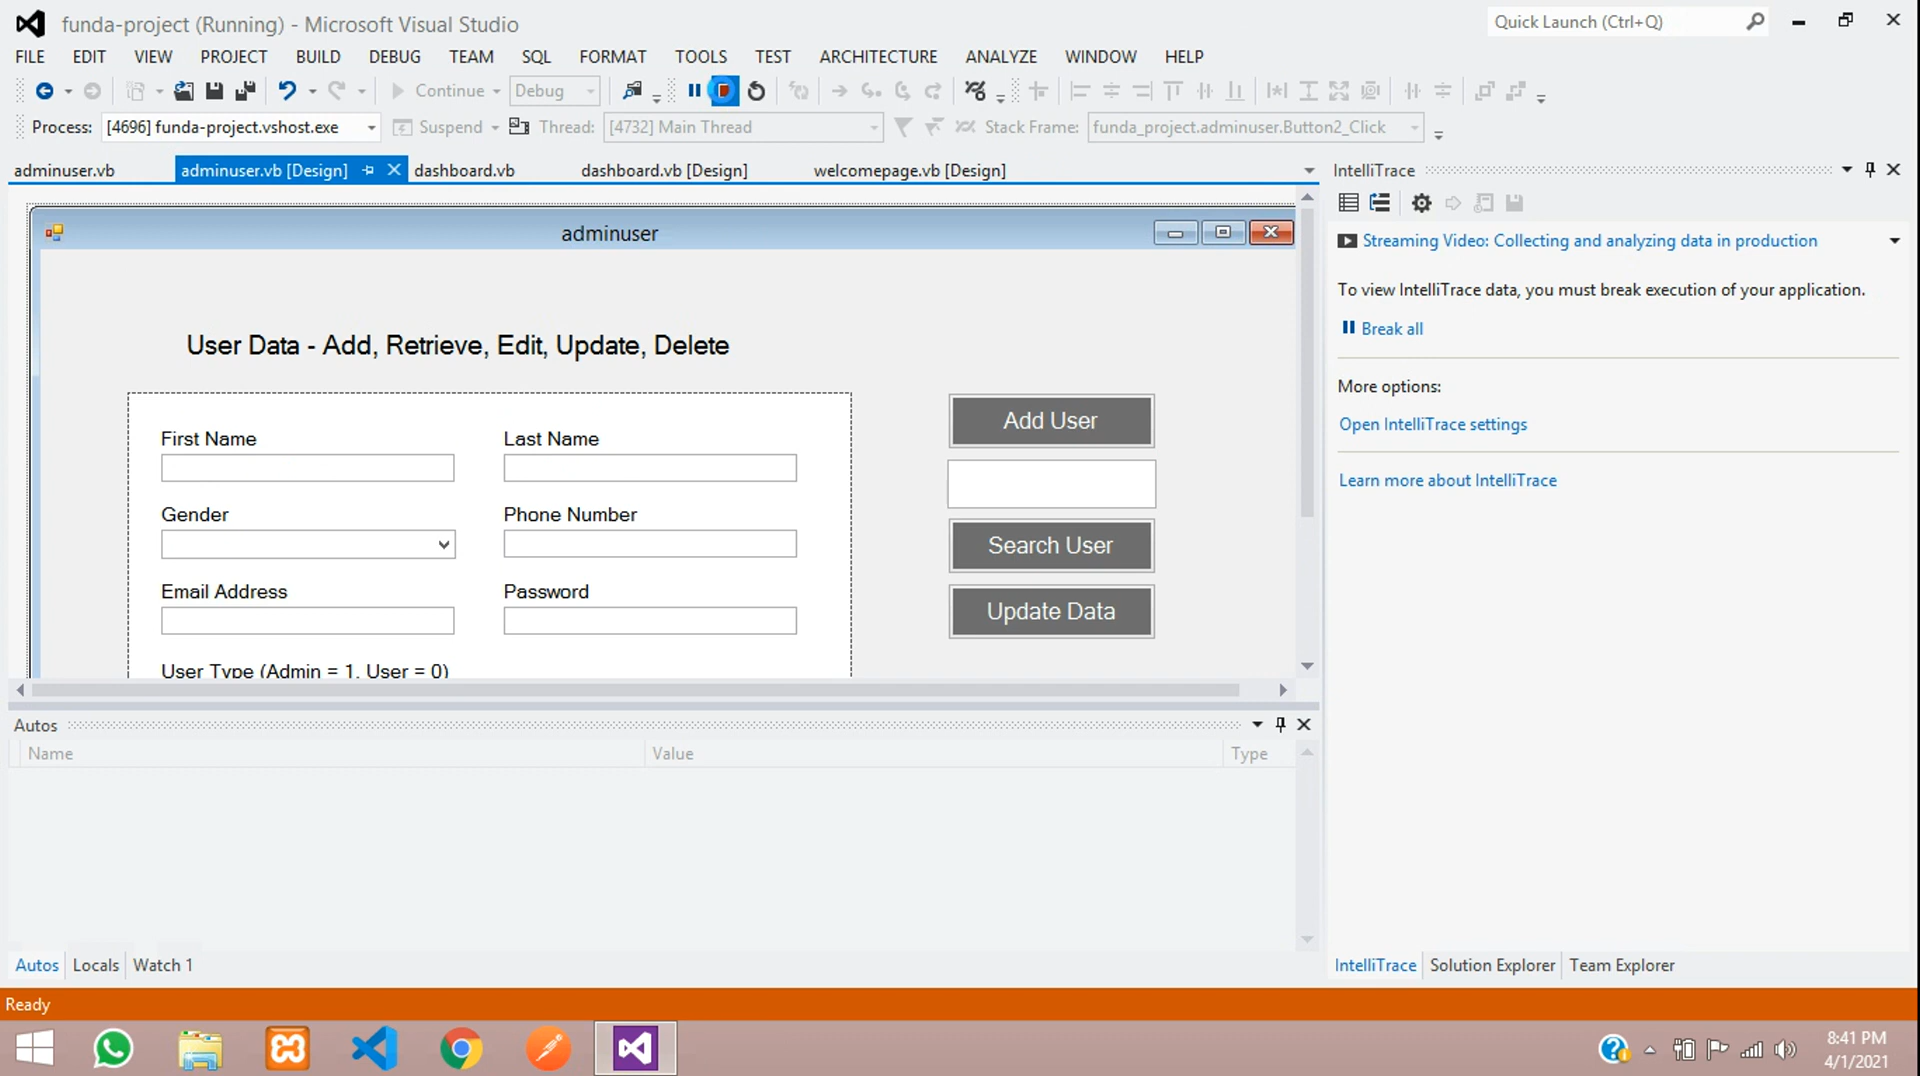 funda-project (Running) - Microsoft Visual Studio
Quick Launch (Ctrl+Q)
FILE EDIT VIEW PROJECT BUILD DEBUG TEAM SQL FORMAT TOOLS TEST ARCHITECTURE ANALYZE WINDOW HELP
Continue Debug
Process: [4696] funda-project.vshost.exe Suspend Thread: [4732] Main Thread Stack Frame: funda_project.adminuser.Button2_Click
adminuser.vb adminuser.vb [Design] dashboard.vb dashboard.vb [Design] welcomepage.vb [Design]
adminuser
User Data - Add, Retrieve, Edit, Update, Delete
First Name Last Name
Gender Phone Number
Email Address Password
User Type (Admin = 1, User = 0)
Add User
Search User
Update Data
IntelliTrace
Streaming Video: Collecting and analyzing data in production
To view IntelliTrace data, you must break execution of your application.
Break all
More options:
Open IntelliTrace settings
Learn more about IntelliTrace
Autos
Name Value Type
Autos Locals Watch 1
IntelliTrace Solution Explorer Team Explorer
Ready
8:41 PM
4/1/2021